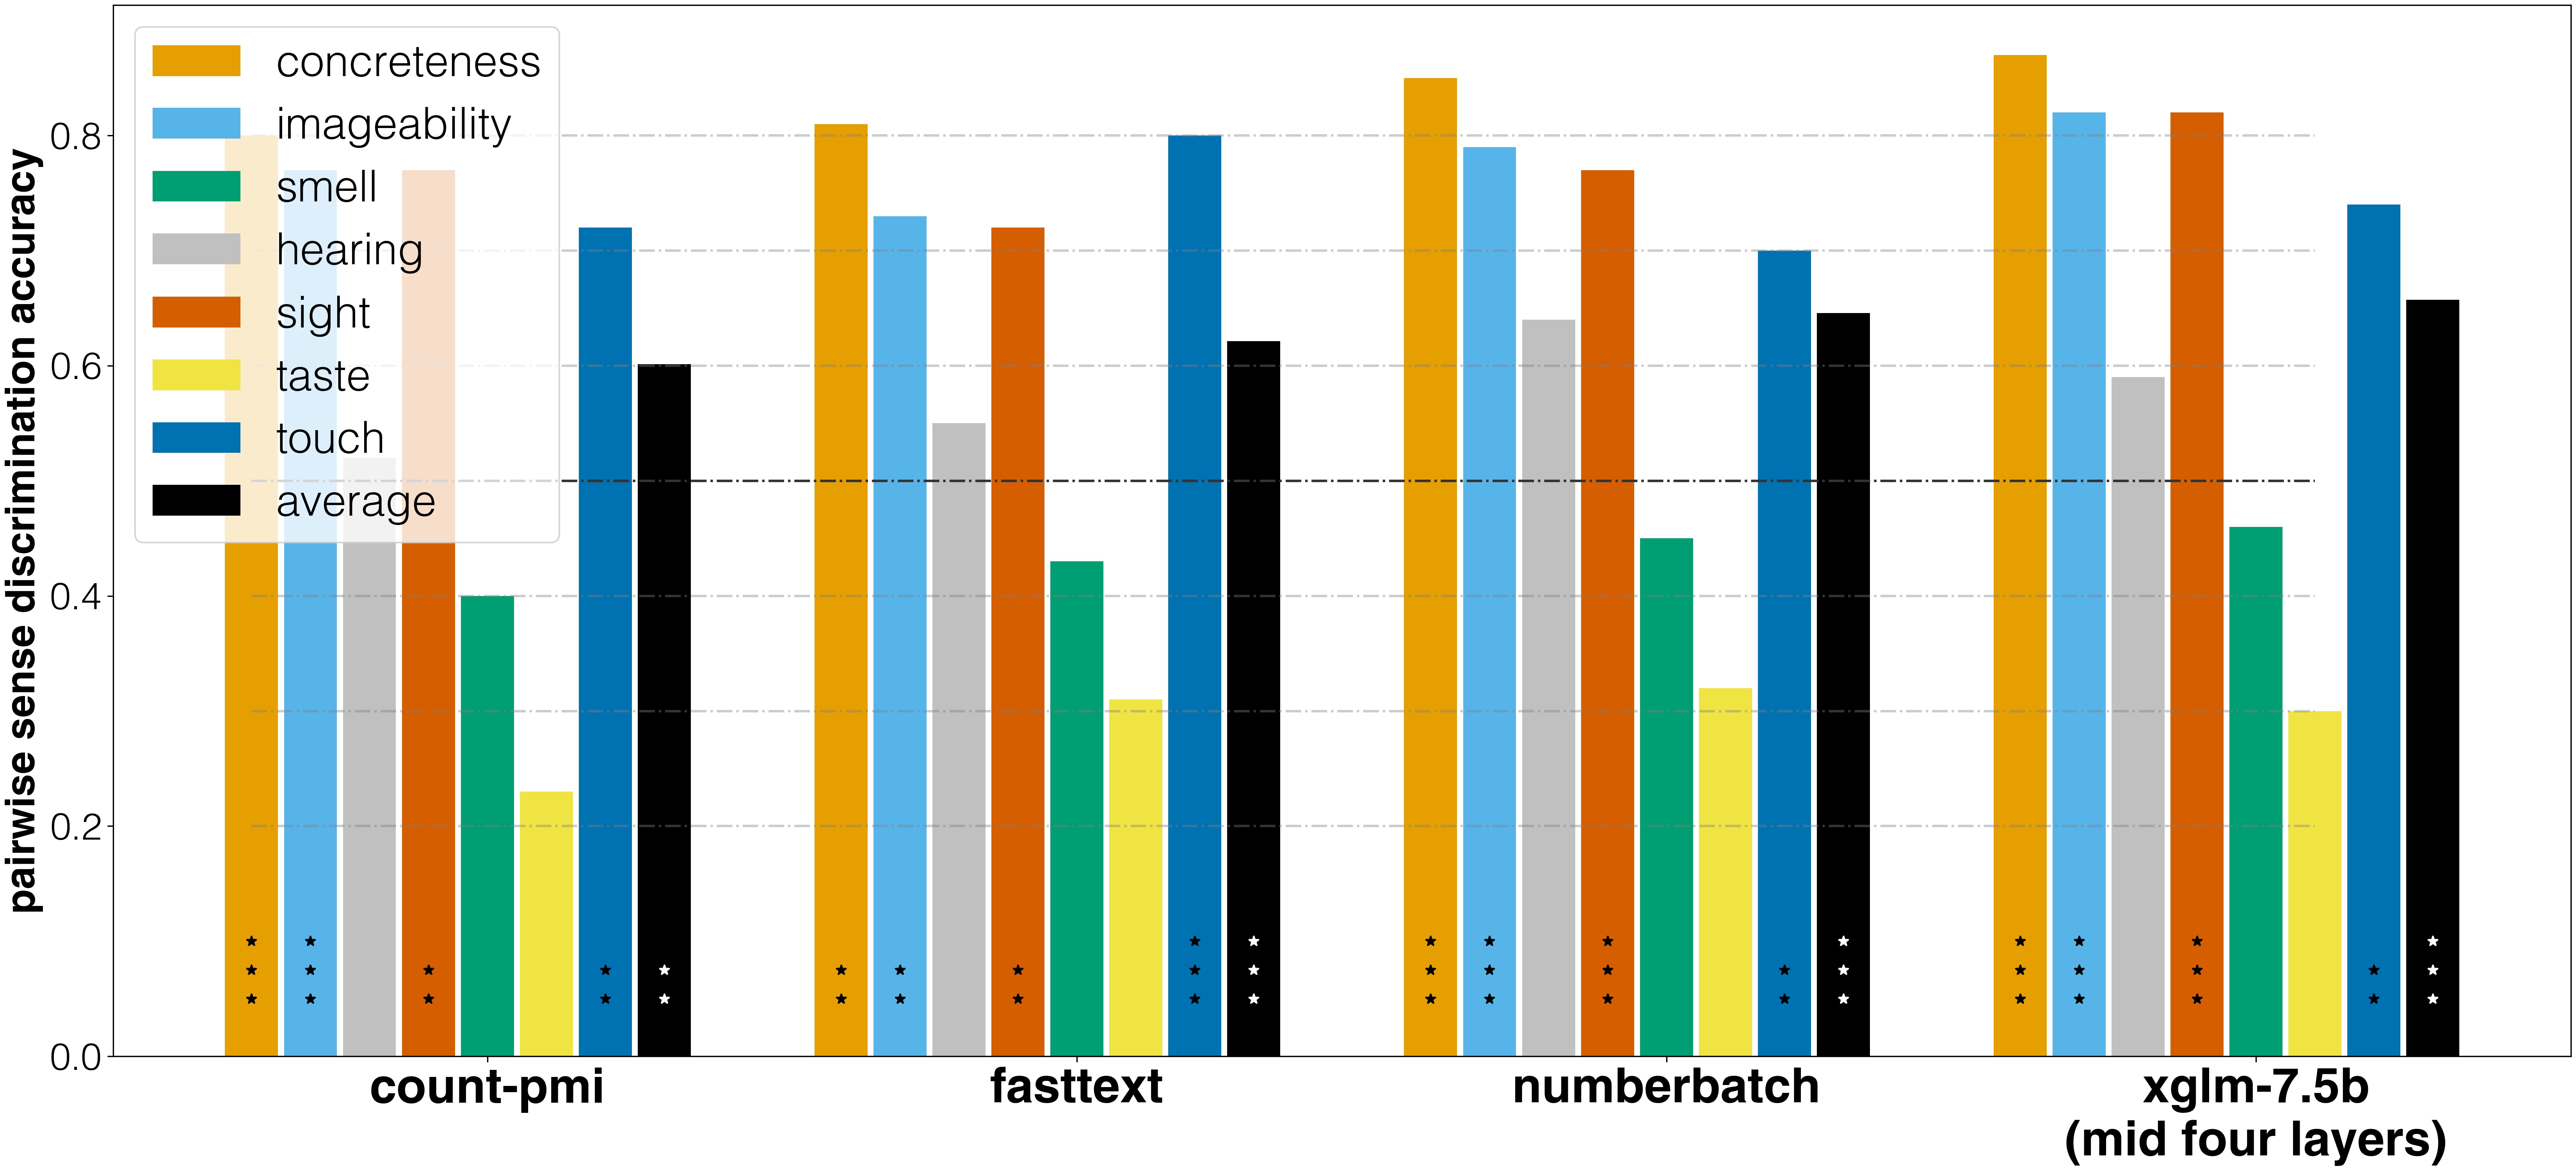 concreteness
imageability
smell
hearing
sight
taste
touch
average
pairwise sense discrimination accuracy
0.8
0.6
0.4
0.2
0.0
count-pmi
fasttext
numberbatch
xglm-7.5b
(mid four layers)